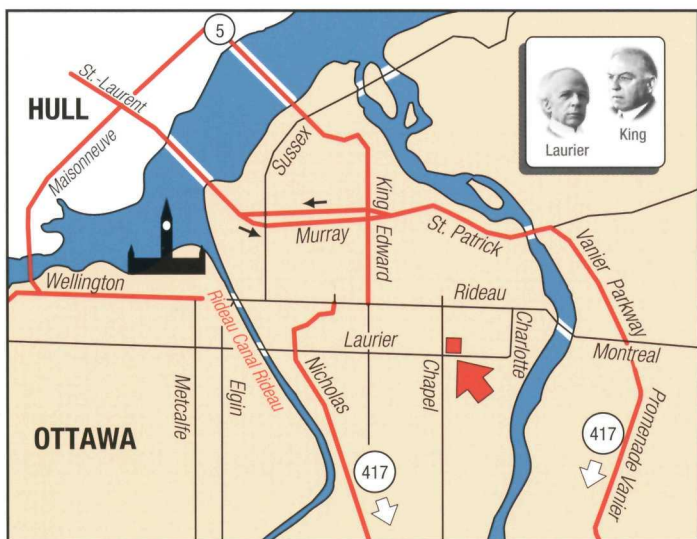 5
HULL
St.-Laurent
Maisonneuve
Laurier
King
Sussex
King
Edward
Murray
St. Patrick
Vanier
Parkway
Wellington
Rideau
Rideau Canal Rideau
Laurier
Charlotte
Montreal
Nicholas
Chapel
Metcalfe
Elgin
OTTAWA
417
417
Promenade Vanier